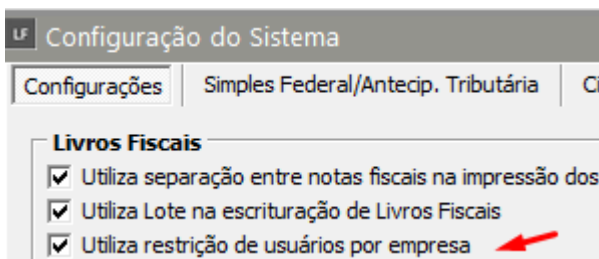 LF Configuração do Sistema
Configurações Simples Federal/Antecip. Tributária
Livros Fiscais
Utiliza separação entre notas fiscais na impressão dos
Utiliza Lote na escrituração de Livros Fiscais
Utiliza restrição de usuários por empresa